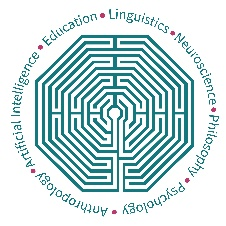 Education • Linguistics • Neuroscience • Philosophy • Psychology • Anthropology • Artificial Intelligence •